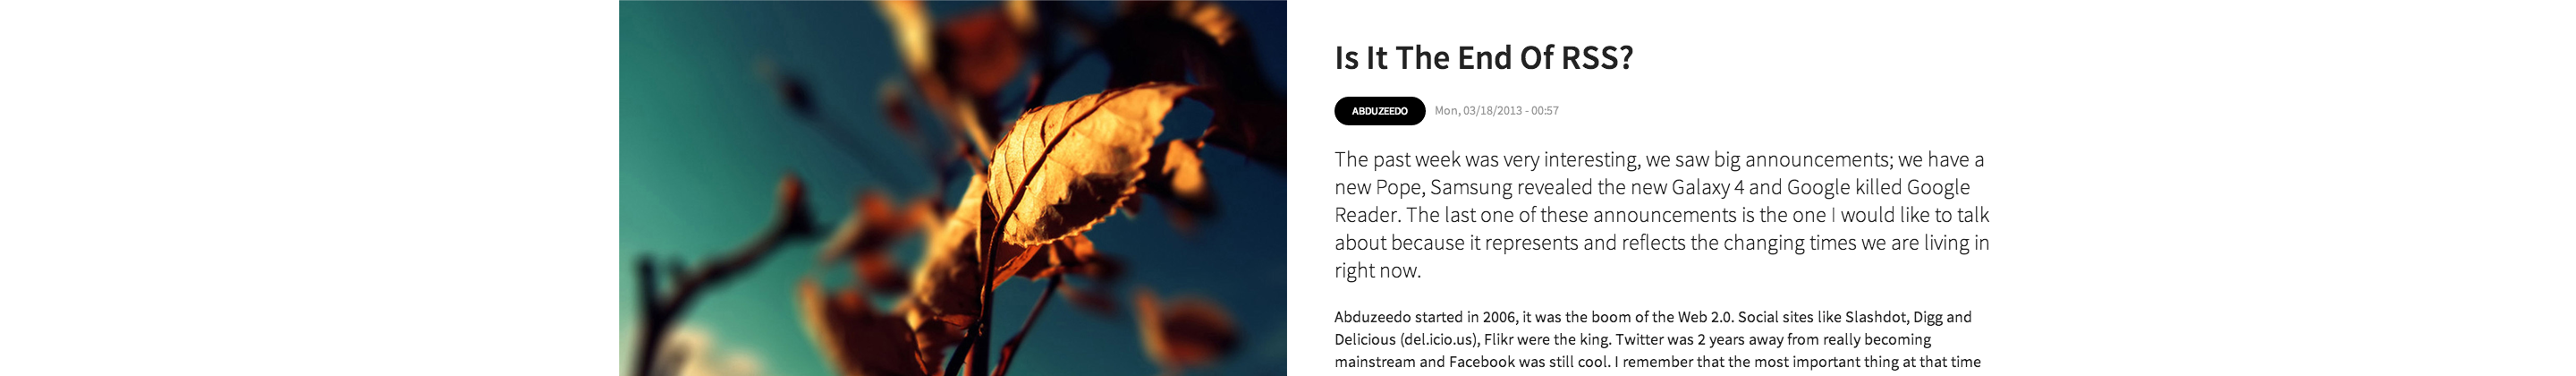 Is It The End Of RSS?
ABDUZEEDO Mon, 03/18/2013 - 00:57
The past week was very interesting, we saw big announcements; we have a
new Pope, Samsung revealed the new Galaxy 4 and Google killed Google
Reader. The last one of these announcements is the one I would like to talk
about because it represents and reflects the changing times we are living in
right now.
Abduzeedo started in 2006, it was the boom of the Web 2.0. Social sites like Slashdot, Digg and
Delicious (del.icio.us), Flikr were the king. Twitter was 2 years away from really becoming
mainstream and Facebook was still cool. I remember that the most important thing at that time